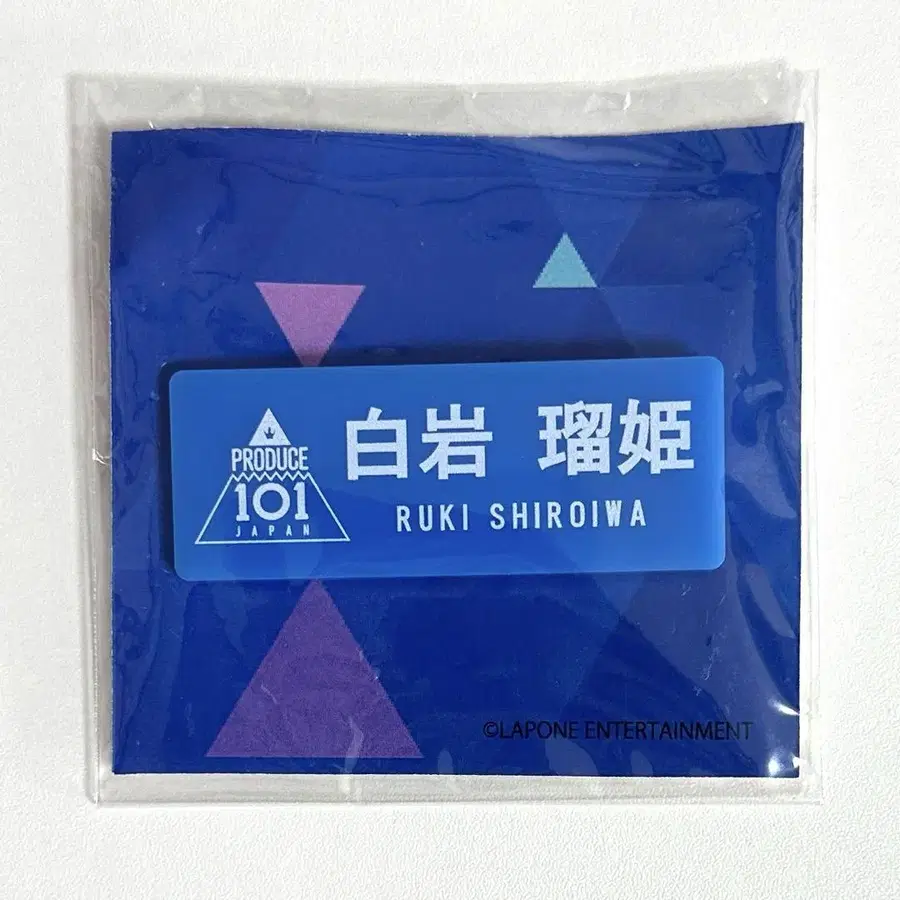 PRODUCE
101
JAPAN
白岩 瑠姫
RUKI SHIROIWA
©LAPONE ENTERTAINMENT